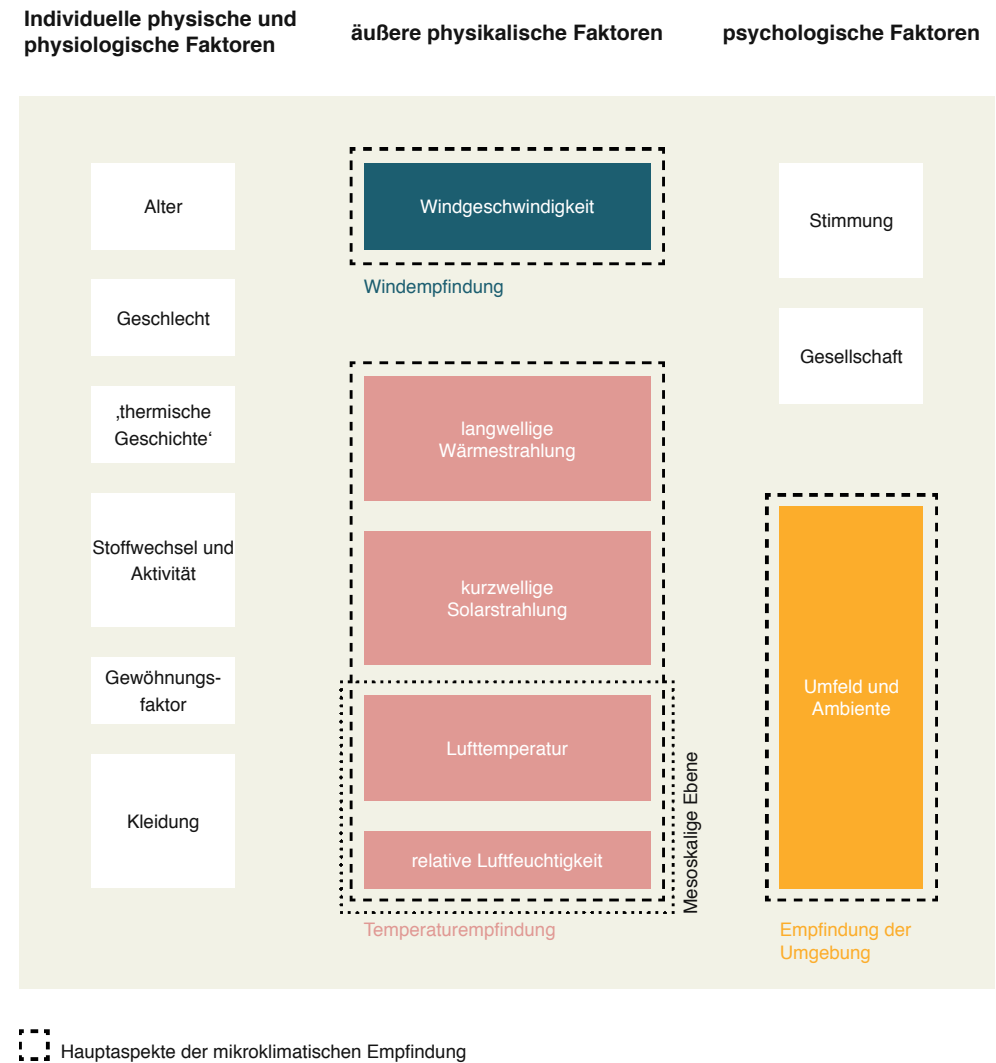 Individuelle physische und
physiologische Faktoren
äußere physikalische Faktoren
psychologische Faktoren
Alter
Geschlecht
‚thermische
Geschichte‘
Stoffwechsel und
Aktivität
Gewöhnungs-
faktor
Kleidung
Windgeschwindigkeit
Windempfindung
langwellige
Wärmestrahlung
kurzwellige
Solarstrahlung
Lufttemperatur
relative Luftfeuchtigkeit
Mesoskalige Ebene
Temperaturempfindung
Stimmung
Gesellschaft
Umfeld und
Ambiente
Empfindung der
Umgebung
Hauptaspekte der mikroklimatischen Empfindung